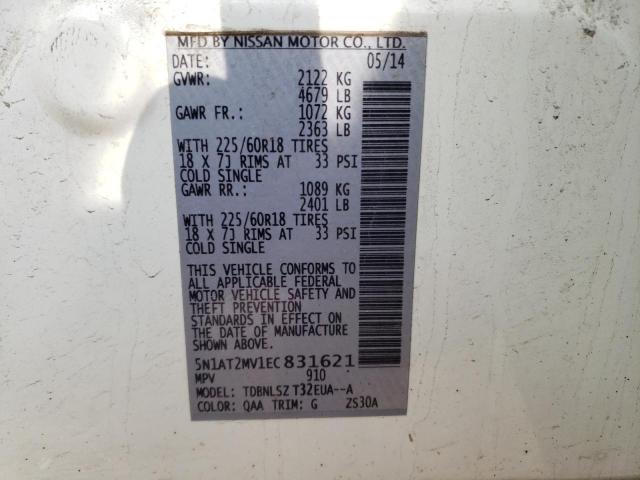 MFD BY NISSAN MOTOR CO., LTD.
DATE: 05/14
GVWR: 2122 KG
4679 LB
GAWR FR.: 1072 KG
2363 LB
WITH 225/60R18 TIRES
18 X 7J RIMS AT 33 PSI
COLD SINGLE
GAWR RR.: 1089 KG
2401 LB
WITH 225/60R18 TIRES
18 X 7J RIMS AT 33 PSI
COLD SINGLE
THIS VEHICLE CONFORMS TO
ALL APPLICABLE FEDERAL
MOTOR VEHICLE SAFETY AND
THEFT PREVENTION
STANDARDS IN EFFECT ON
THE DATE OF MANUFACTURE
SHOWN ABOVE.
5N1AT2MV1EC831621
MPV 910
MODEL: TDBNLSZ T32EUA--A
COLOR: QAA TRIM: G ZS30A